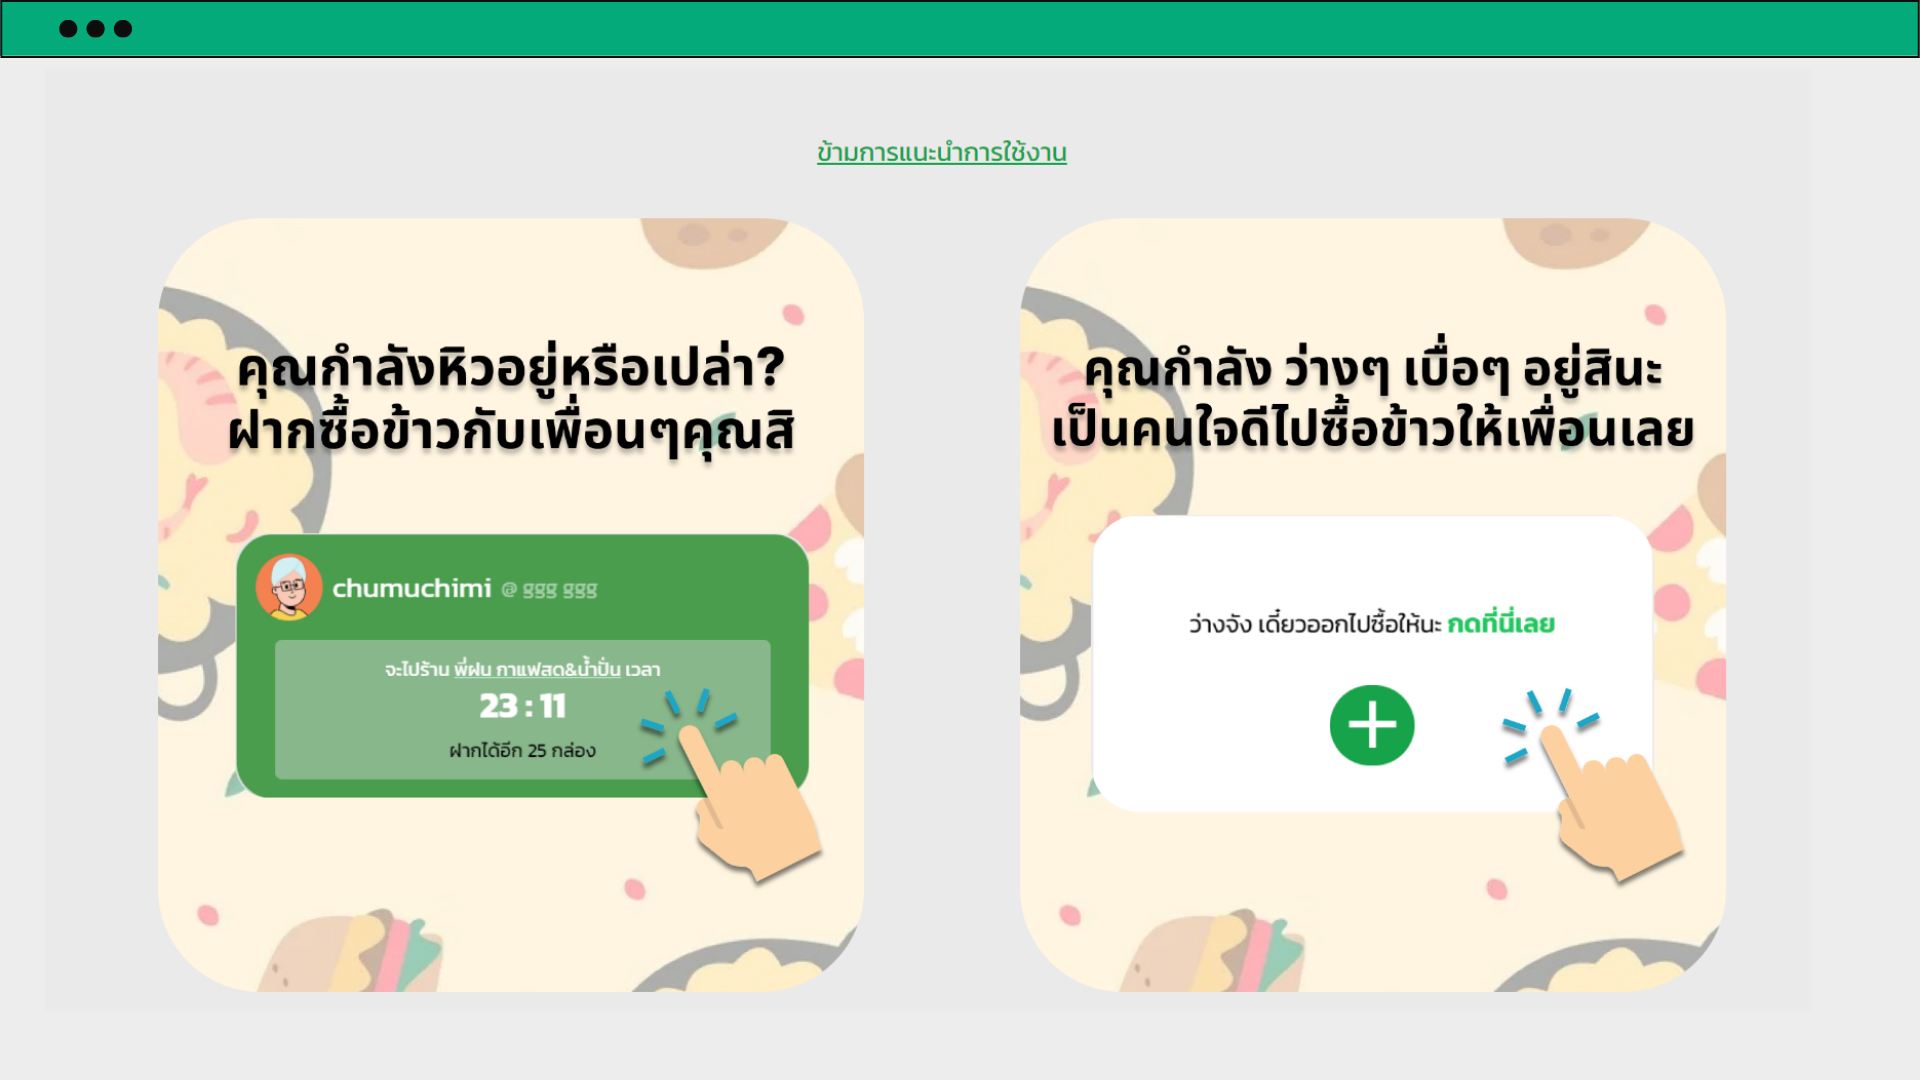 ข้ามการแนะนำการใช้งาน
คุณกำลังหิวอยู่หรือเปล่า?
ฝากซื้อข้าวกับเพื่อนๆคุณสิ
chumuchimi @ ggg ggg
จะไปร้าน พี่ฝน กาแฟสด&น้ำปั่น เวลา
23 : 11
ฝากได้อีก 25 กล่อง
คุณกำลัง ว่างๆ เบื่อๆ อยู่สินะ
เป็นคนใจดีไปซื้อข้าวให้เพื่อนเลย
ว่างจัง เดี๋ยวออกไปซื้อให้นะ กดที่นี่เลย